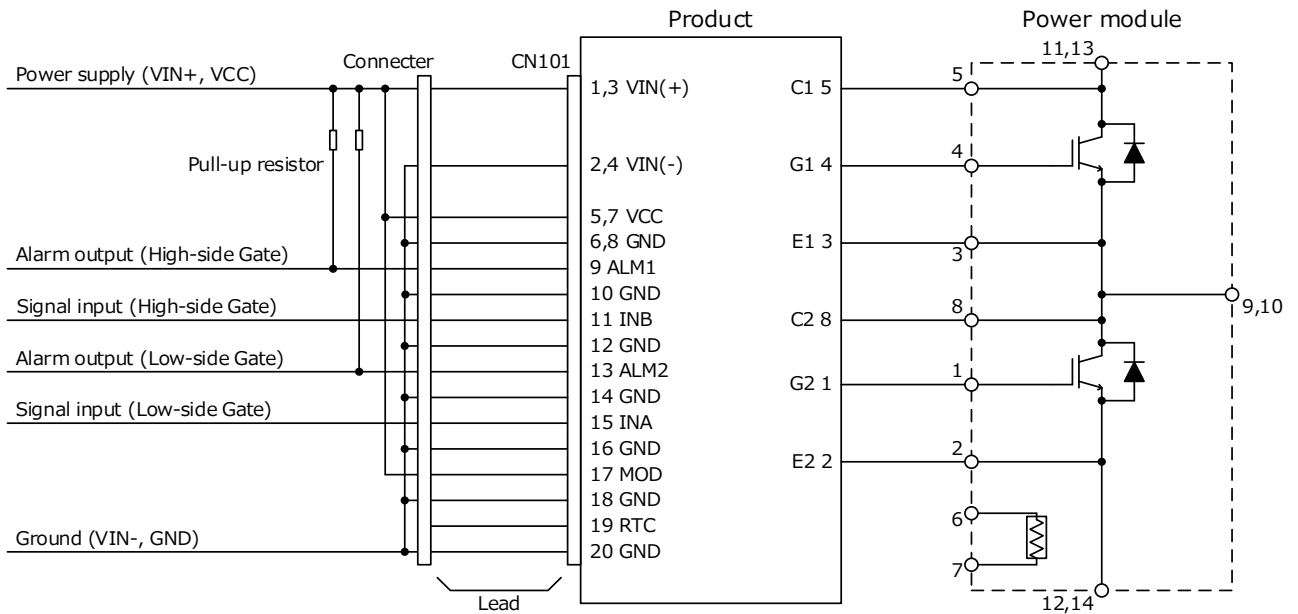 Product
Power module
Power supply (VIN+, VCC)
Connecter
CN101
11,13
1,3 VIN(+)
C1 5
5
Pull-up resistor
2,4 VIN(-)
G1 4
4
5,7 VCC
6,8 GND
E1 3
3
Alarm output (High-side Gate)
9 ALM1
10 GND
9,10
Signal input (High-side Gate)
11 INB
C2 8
8
12 GND
Alarm output (Low-side Gate)
13 ALM2
G2 1
1
14 GND
Signal input (Low-side Gate)
15 INA
16 GND
E2 2
2
17 MOD
18 GND
6
19 RTC
Ground (VIN-, GND)
20 GND
7
Lead
12,14